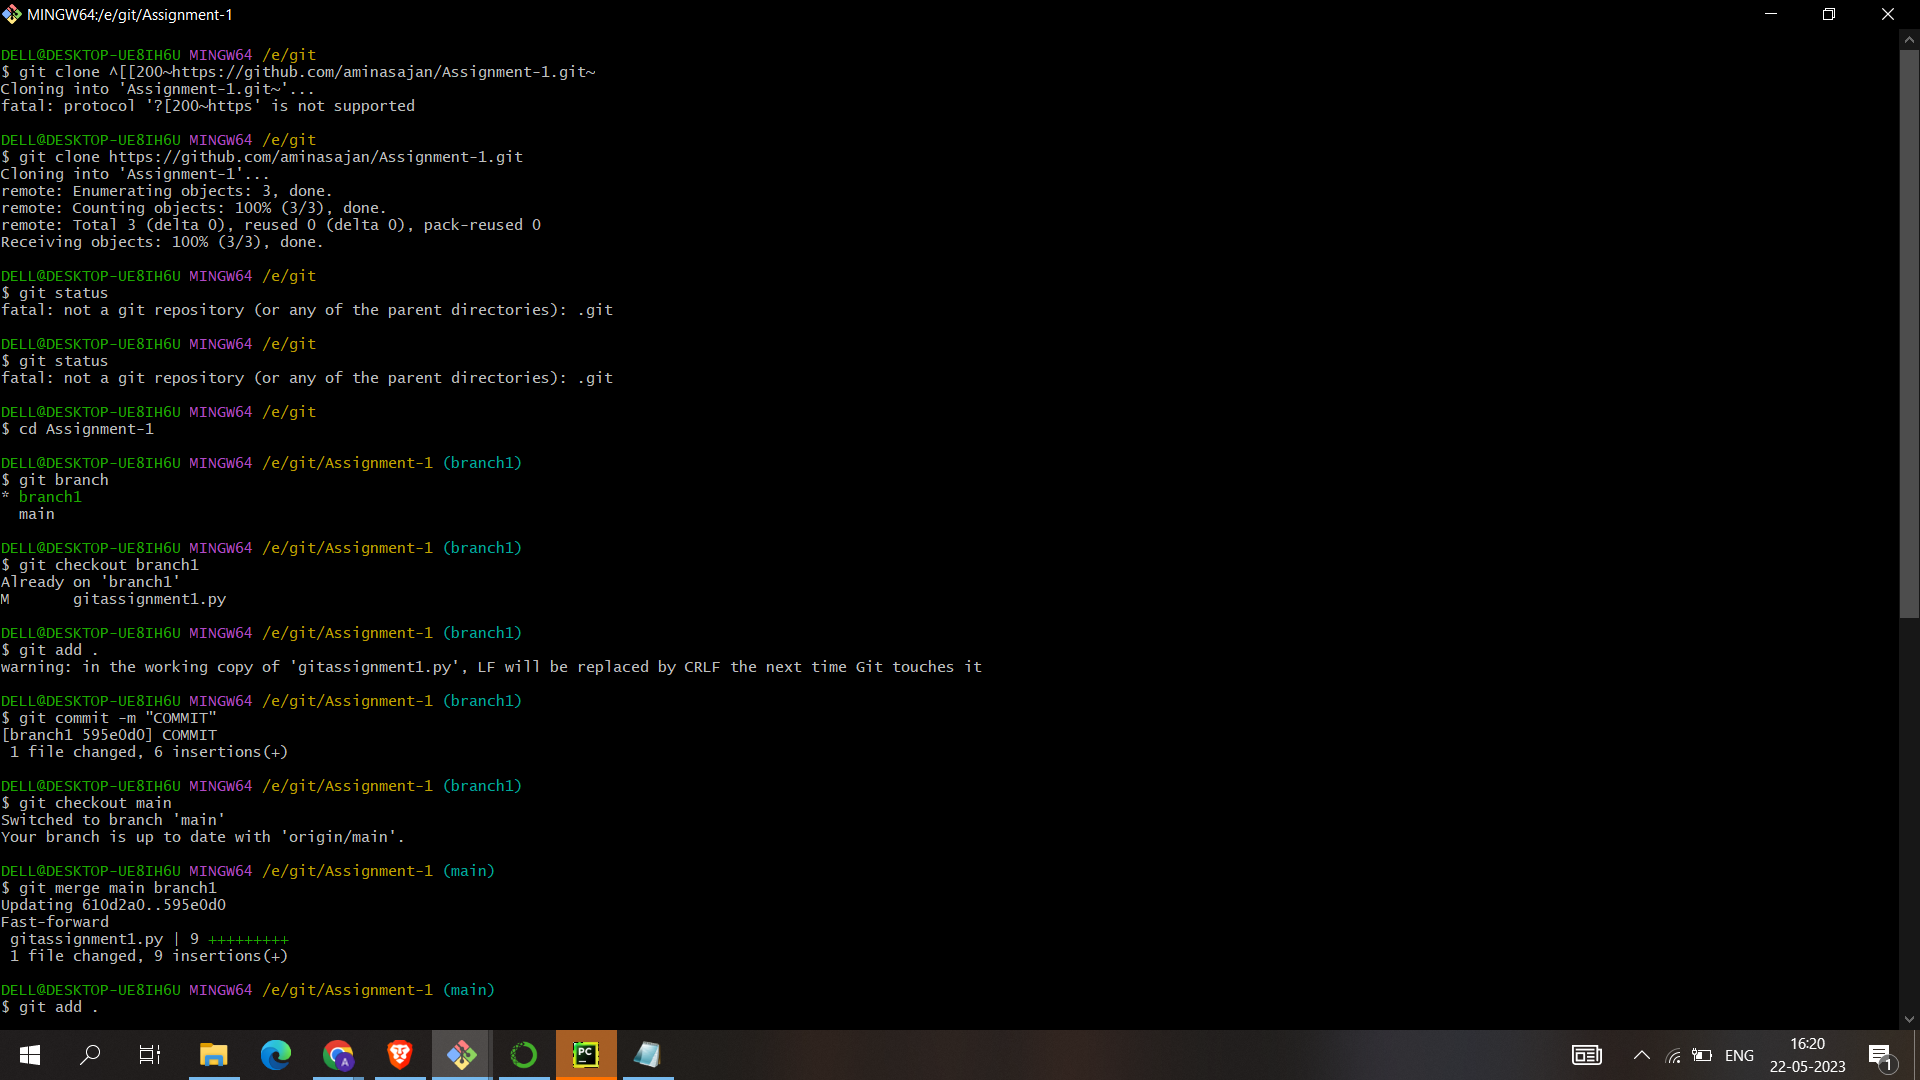 MINGW64:/e/git/Assignment-1
DELL@DESKTOP-UE8IH6U MINGW64 /e/git
$ git clone ^[[200~https://github.com/aminasajan/Assignment-1.git~
Cloning into 'Assignment-1.git~'...
fatal: protocol '?[200~https' is not supported
DELL@DESKTOP-UE8IH6U MINGW64 /e/git
$ git clone https://github.com/aminasajan/Assignment-1.git
Cloning into 'Assignment-1'...
remote: Enumerating objects: 3, done.
remote: Counting objects: 100% (3/3), done.
remote: Total 3 (delta 0), reused 0 (delta 0), pack-reused 0
Receiving objects: 100% (3/3), done.
DELL@DESKTOP-UE8IH6U MINGW64 /e/git
$ git status
fatal: not a git repository (or any of the parent directories): .git
DELL@DESKTOP-UE8IH6U MINGW64 /e/git
$ git status
fatal: not a git repository (or any of the parent directories): .git
DELL@DESKTOP-UE8IH6U MINGW64 /e/git
$ cd Assignment-1
DELL@DESKTOP-UE8IH6U MINGW64 /e/git/Assignment-1 (branch1)
$ git branch
* branch1
  main
DELL@DESKTOP-UE8IH6U MINGW64 /e/git/Assignment-1 (branch1)
$ git checkout branch1
Already on 'branch1'
M       gitassignment1.py
DELL@DESKTOP-UE8IH6U MINGW64 /e/git/Assignment-1 (branch1)
$ git add .
warning: in the working copy of 'gitassignment1.py', LF will be replaced by CRLF the next time Git touches it
DELL@DESKTOP-UE8IH6U MINGW64 /e/git/Assignment-1 (branch1)
$ git commit -m "COMMIT"
[branch1 595e0d0] COMMIT
 1 file changed, 6 insertions(+)
DELL@DESKTOP-UE8IH6U MINGW64 /e/git/Assignment-1 (branch1)
$ git checkout main
Switched to branch 'main'
Your branch is up to date with 'origin/main'.
DELL@DESKTOP-UE8IH6U MINGW64 /e/git/Assignment-1 (main)
$ git merge main branch1
Updating 610d2a0..595e0d0
Fast-forward
 gitassignment1.py | 9 +++++++++
 1 file changed, 9 insertions(+)
DELL@DESKTOP-UE8IH6U MINGW64 /e/git/Assignment-1 (main)
$ git add .
A
PC
ENG
16:20
22-05-2023
1